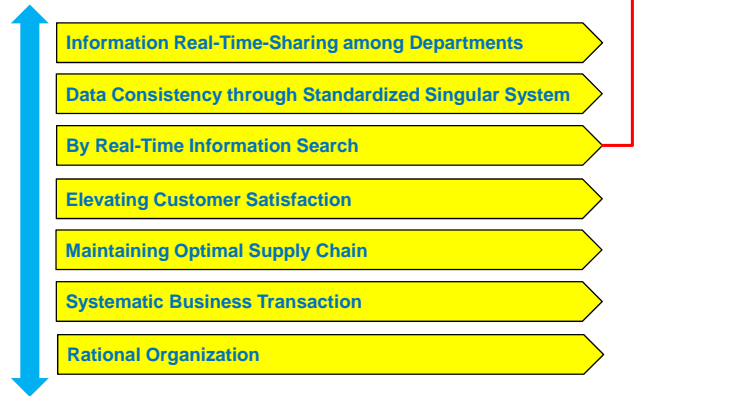 Information Real-Time-Sharing among Departments
Data Consistency through Standardized Singular System
By Real-Time Information Search
Elevating Customer Satisfaction
Maintaining Optimal Supply Chain
Systematic Business Transaction
Rational Organization